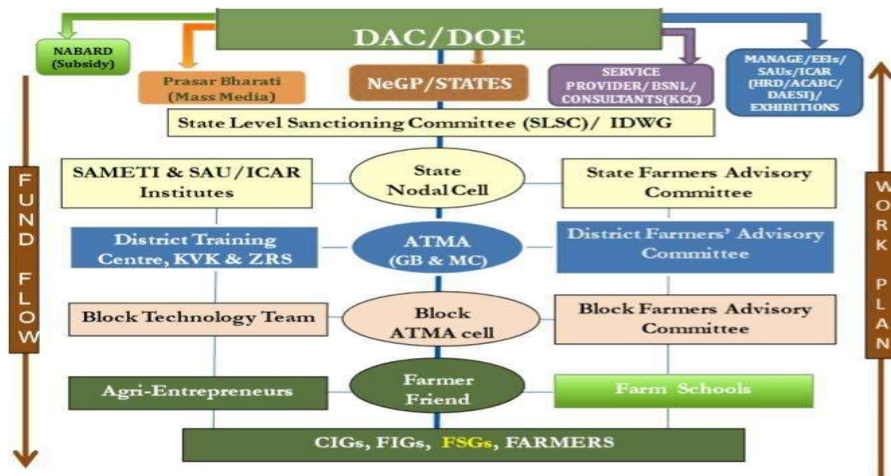 DAC/DOE
NABARD
(Subsidy)
Prasar Bharati
(Mass Media)
NeGP/STATES
SERVICE
PROVIDER/BSNL/
CONSULTANTS(KCC)
MANAGE/EEIs/
SAUs/ICAR
(HRD/ACABC/
DAESI)/
EXHIBITIONS
State Level Sanctioning Committee (SLSC)/ IDWG
FUND FLOW
WORK PLAN
SAMETI & SAU/ICAR
Institutes
State
Nodal Cell
State Farmers Advisory
Committee
District Training
Centre, KVK & ZRS
ATMA
(GB & MC)
District Farmers' Advisory
Committee
Block Technology Team
Block
ATMA cell
Block Farmers Advisory
Committee
Agri-Entrepreneurs
Farmer
Friend
Farm Schools
CIGs, FIGs, FSGs, FARMERS